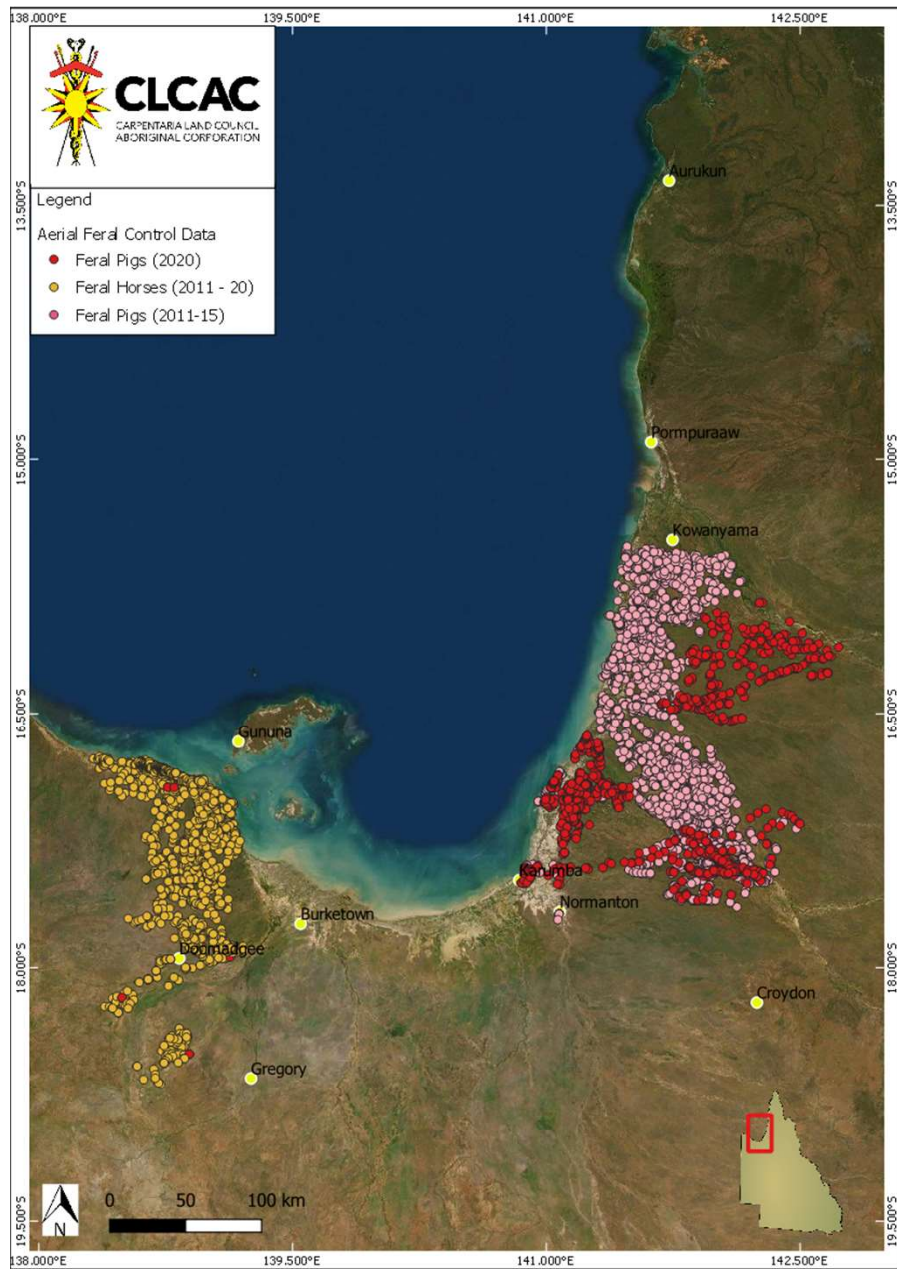 138.000°E 139.500°E 141.000°E 142.500°E
CLCAC
CARPENTARIA LAND COUNCIL
ABORIGINAL CORPORATION
Legend
Aerial Feral Control Data
Feral Pigs (2020)
Feral Horses (2011 - 20)
Feral Pigs (2011-15)
Aurukun
13.500°S 13.500°S
Pormpuraaw
15.000°S 15.000°S
Kowanyama
16.500°S 16.500°S
Gununa
Karumba
Normanton
Burketown
Doomadgee
18.000°S 18.000°S
Croydon
Gregory
N
0 50 100 km
19.500°S 19.500°S
138.000°E 139.500°E 141.000°E 142.500°E